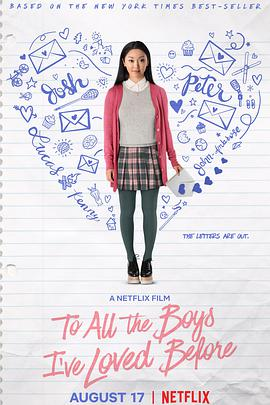 BASED ON THE NEW YORK TIMES BEST-SELLER
Josh
Peter
Lucas
Kenny
John Ambrose
THE LETTERS ARE OUT.
A NETFLIX FILM
To All the Boys
I've Loved Before
AUGUST 17 | NETFLIX